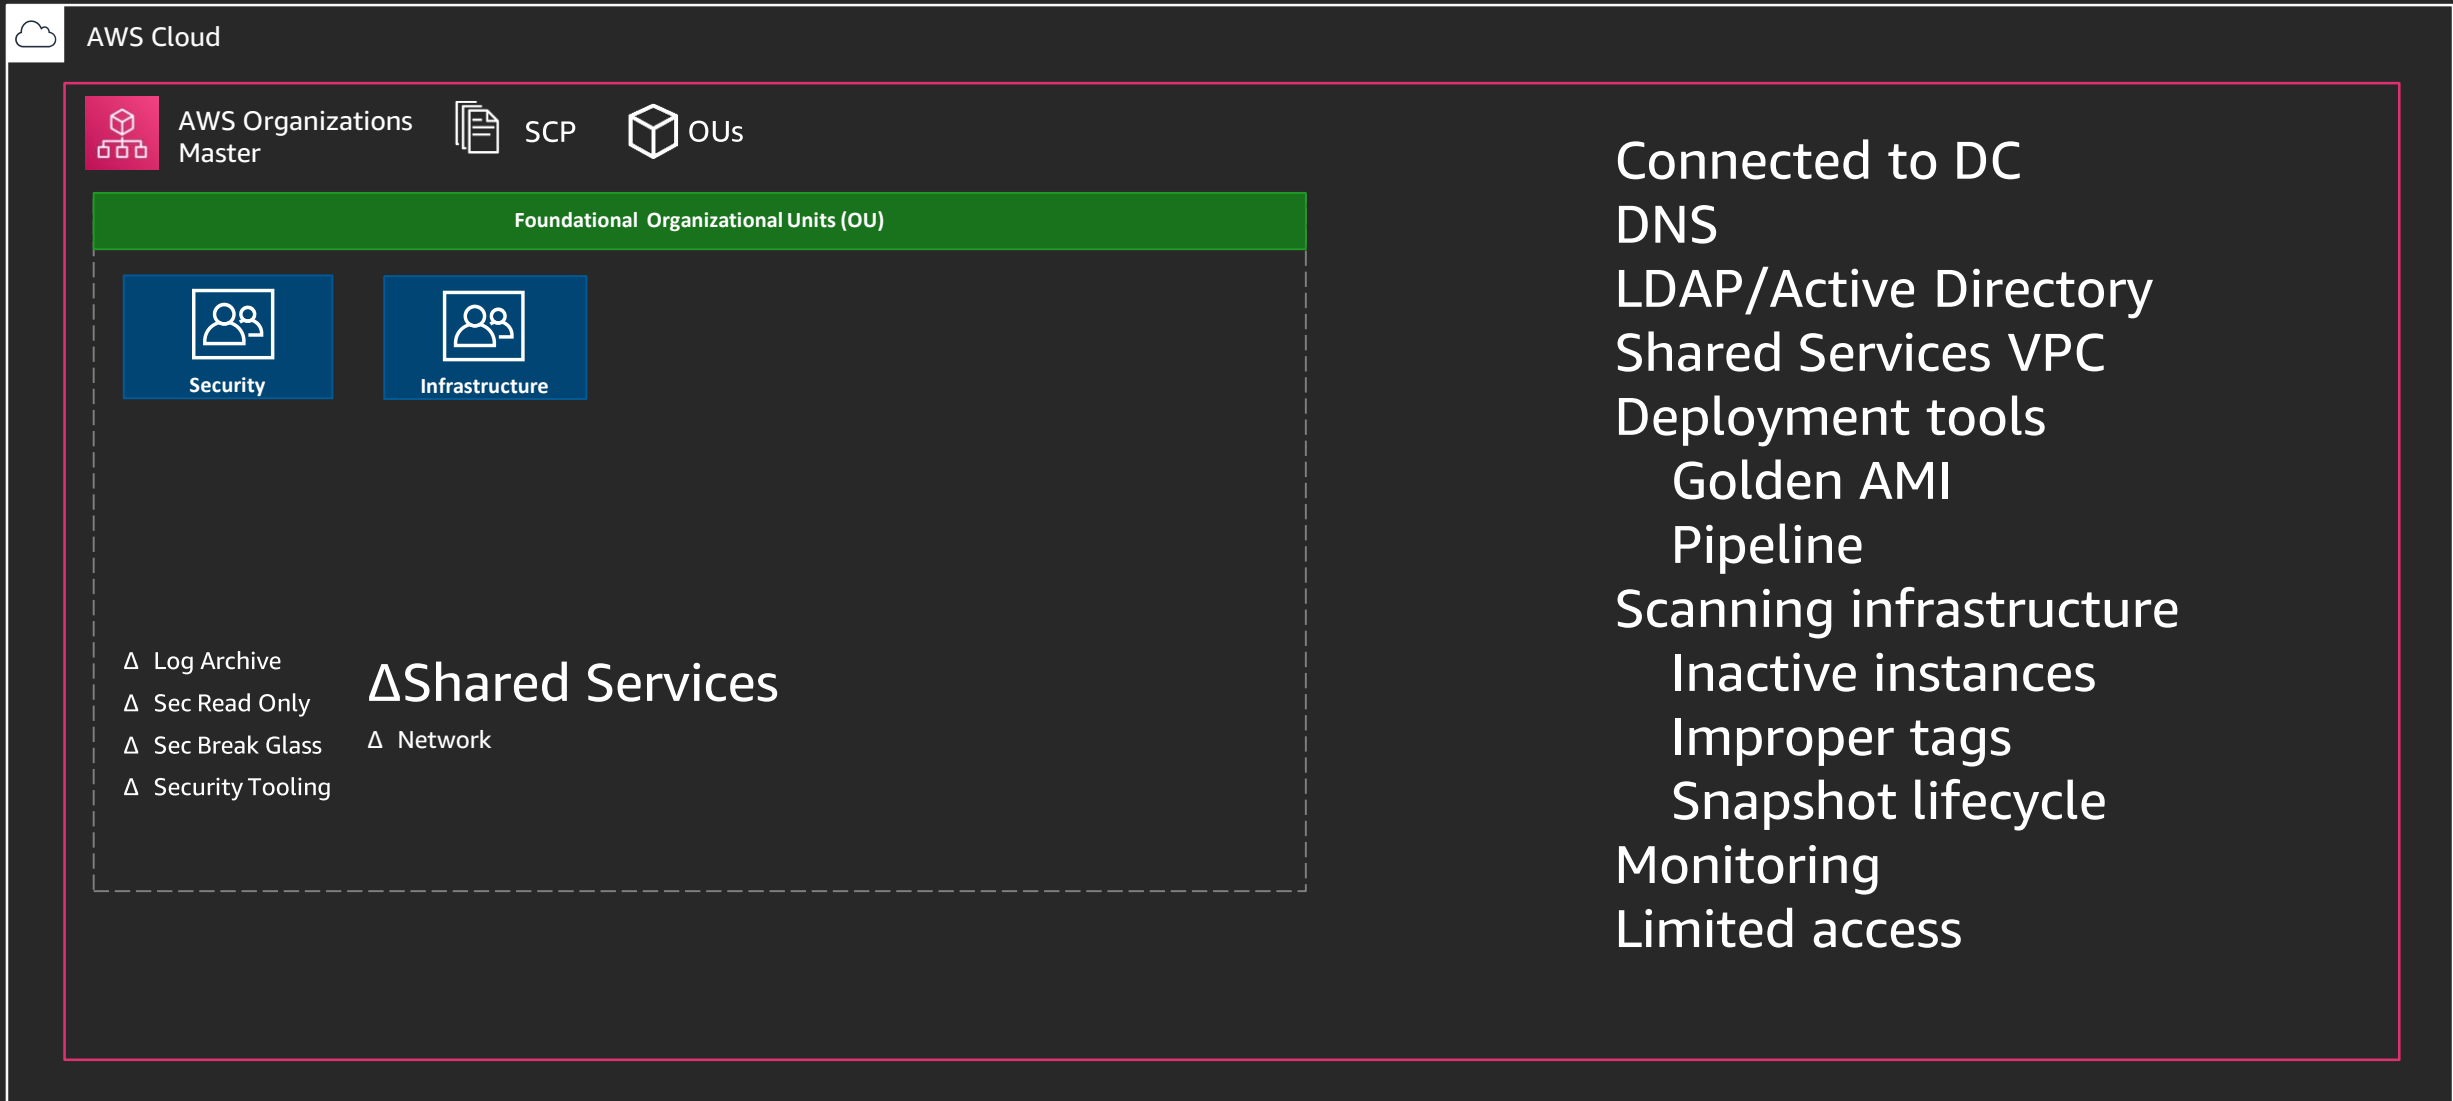 AWS Cloud
AWS Organizations
Master
SCP
OUs
Foundational Organizational Units (OU)
Security
Infrastructure
Δ Log Archive
Δ Sec Read Only
Δ Sec Break Glass
Δ Security Tooling
ΔShared Services
Δ Network
Connected to DC
DNS
LDAP/Active Directory
Shared Services VPC
Deployment tools
Golden AMI
Pipeline
Scanning infrastructure
Inactive instances
Improper tags
Snapshot lifecycle
Monitoring
Limited access